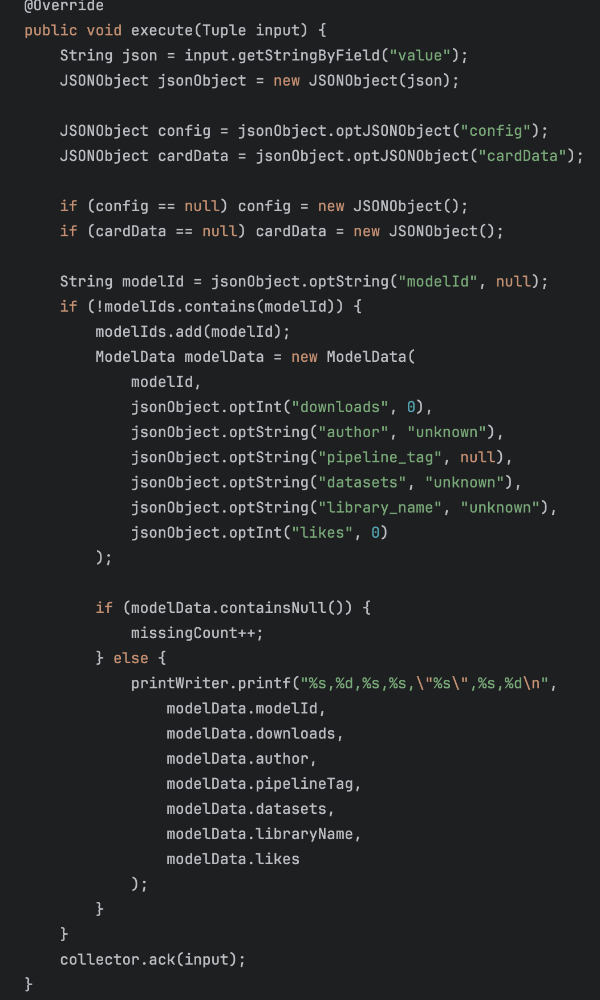 @Override
public void execute(Tuple input) {
    String json = input.getStringByField("value");
    JSONObject jsonObject = new JSONObject(json);

    JSONObject config = jsonObject.optJSONObject("config");
    JSONObject cardData = jsonObject.optJSONObject("cardData");

    if (config == null) config = new JSONObject();
    if (cardData == null) cardData = new JSONObject();

    String modelId = jsonObject.optString("modelId", null);
    if (!modelIds.contains(modelId)) {
        modelIds.add(modelId);
        ModelData modelData = new ModelData(
            modelId,
            jsonObject.optInt("downloads", 0),
            jsonObject.optString("author", "unknown"),
            jsonObject.optString("pipeline_tag", null),
            jsonObject.optString("datasets", "unknown"),
            jsonObject.optString("library_name", "unknown"),
            jsonObject.optInt("likes", 0)
        );

        if (modelData.containsNull()) {
            missingCount++;
        } else {
            printWriter.printf("%s,%d,%s,%s,\"%s\",%s,%d\n",
                modelData.modelId,
                modelData.downloads,
                modelData.author,
                modelData.pipelineTag,
                modelData.datasets,
                modelData.libraryName,
                modelData.likes
            );
        }
    }
    collector.ack(input);
}